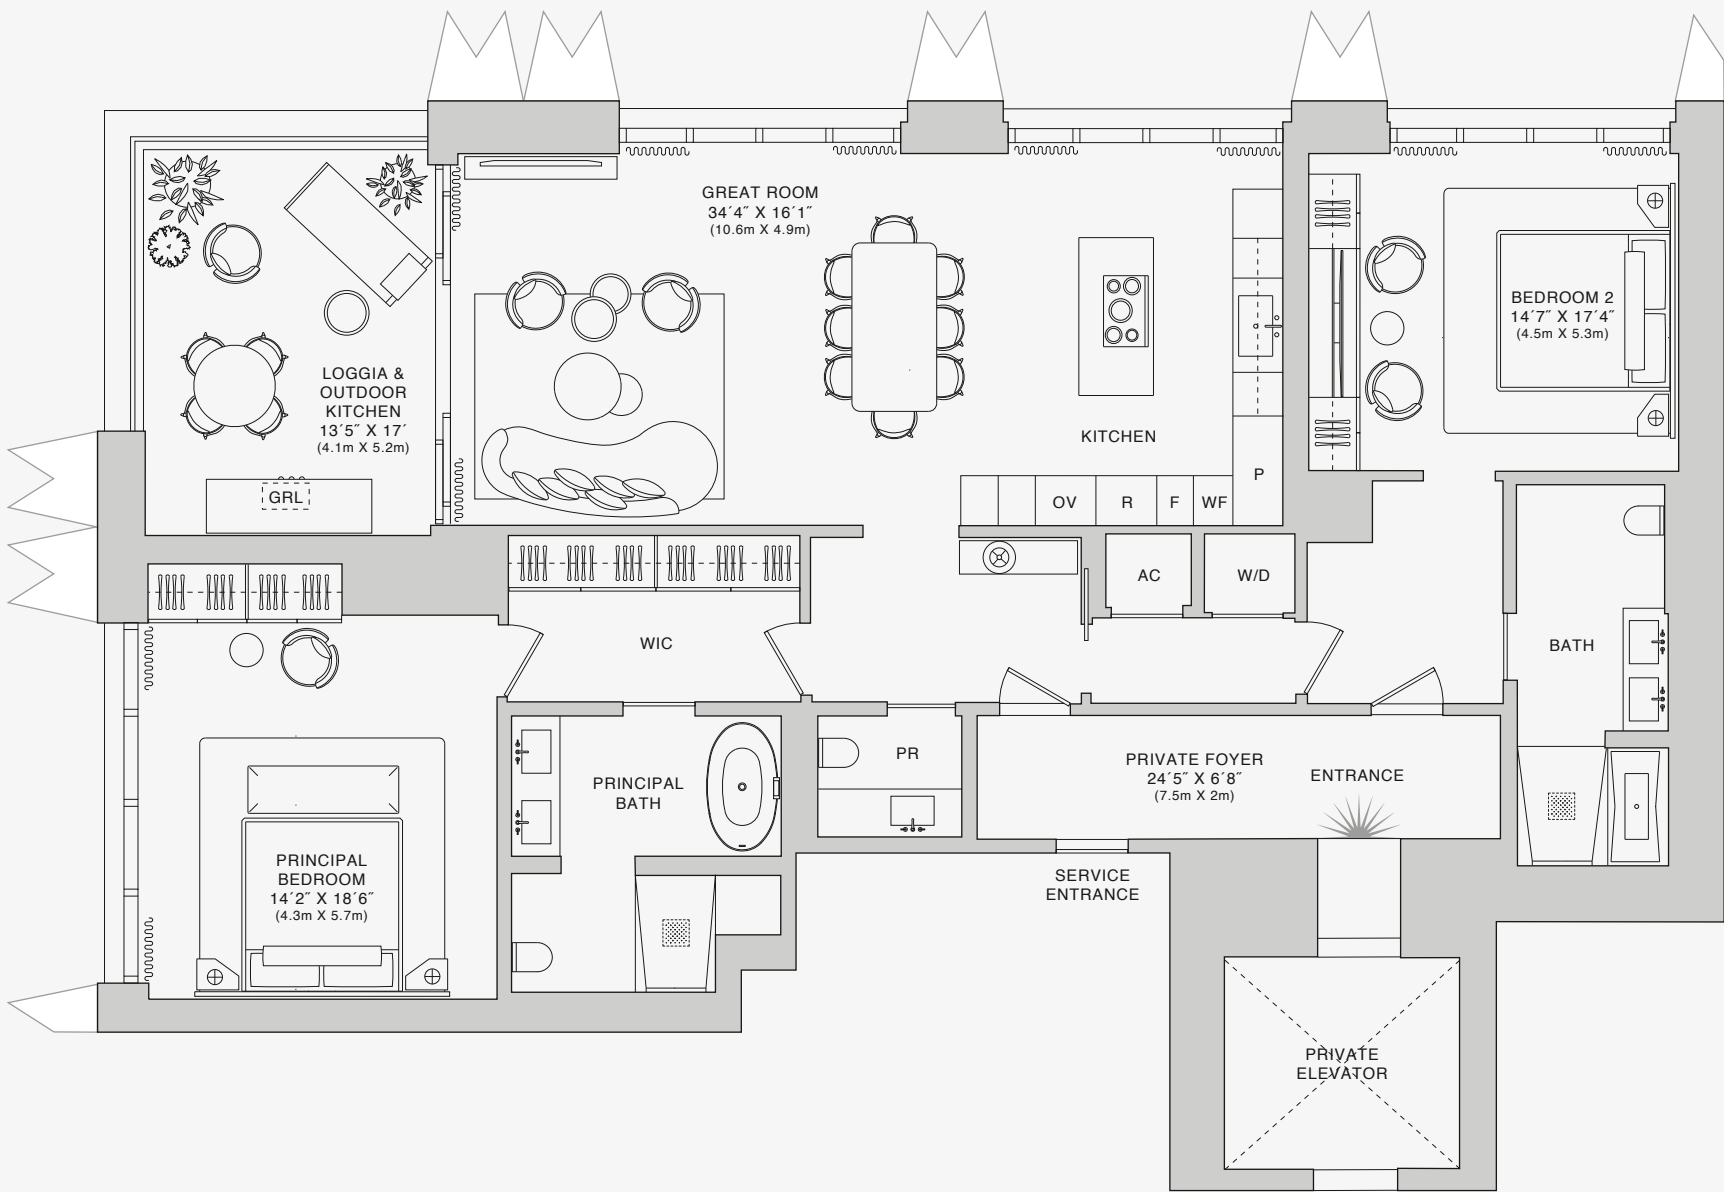 GREAT ROOM
34´4˝ X 16´1˝
(10.6m X 4.9m)
BEDROOM 2
14´7˝ X 17´4˝
(4.5m X 5.3m)
LOGGIA &
OUTDOOR
KITCHEN
13´5˝ X 17´
(4.1m X 5.2m)
KITCHEN
GRL
OV
R
F
WF
P
AC
W/D
WIC
BATH
PRINCIPAL
BATH
PR
PRIVATE FOYER
24´5˝ X 6´8˝
(7.5m X 2m)
ENTRANCE
PRINCIPAL
BEDROOM
14´2˝ X 18´6˝
(4.3m X 5.7m)
SERVICE
ENTRANCE
PRIVATE
ELEVATOR